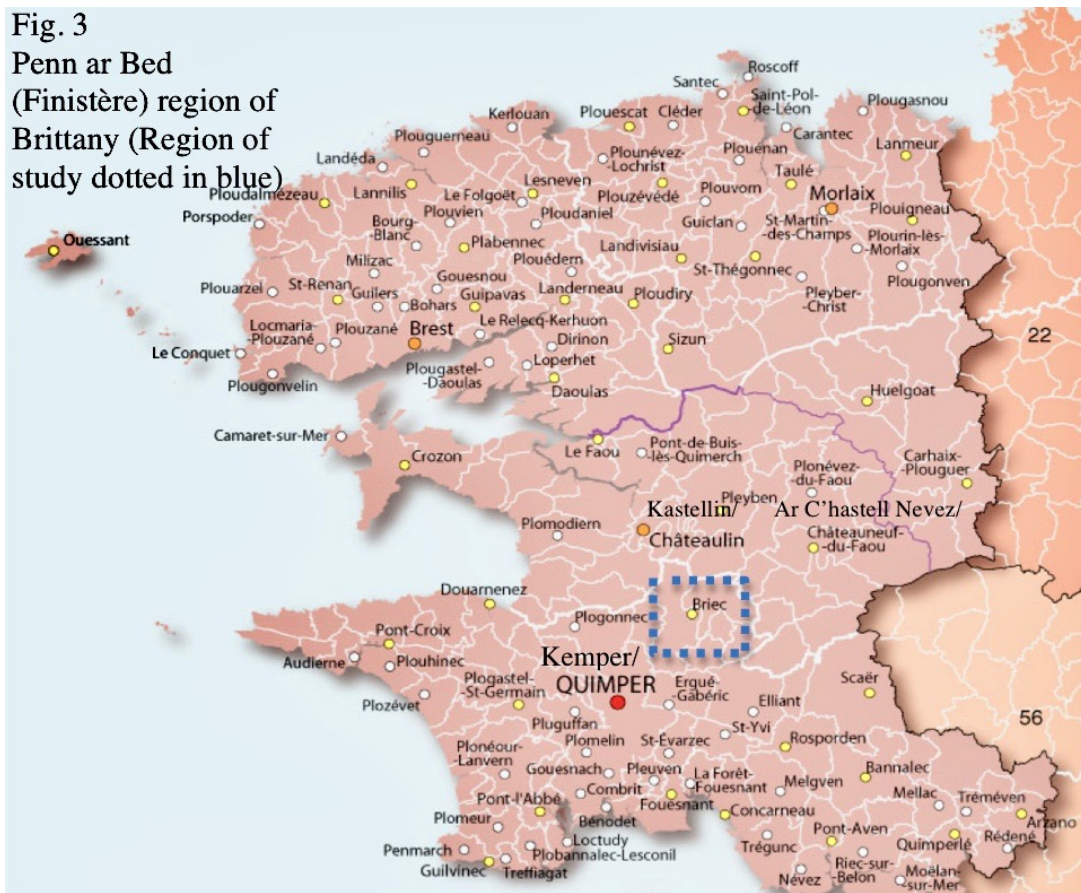 Fig. 3
Penn ar Bed
(Finistère) region of
Brittany (Region of
study dotted in blue)
Roscoff
Santec
Saint-Pol-
-de-Léon
Plougasnou
Kerlouan
Plouescat
Cléder
Carantec
Plouguerneau
Plounévez-
-Lochrist
Plouénan
Lanmeur
Landéda
Taulé
Ploudalmézeau
Lannilis
Le Folgoët
Lesneven
Plouzévédé
Plouvorn
Morlaix
Porspoder
Bourg-
-Blanc
Plouvien
Ploudaniel
Guiclan
St-Martin-
-des-Champs
Plouigneau
Ouessant
Plabennec
Landivisiau
Plourin-lès-
-Morlaix
Milizac
Plouédern
St-Thégonnec
Plougonven
Plouarzel
St-Renan
Guilers
Gouesnou
Bohars
Guipavas
Landerneau
Ploudiry
Pleyber-
-Christ
Locmaria-
-Plouzané
Plouzané
Brest
Le Relecq-Kerhuon
Dirinon
Sizun
22
Le Conquet
Plougastel-
-Daoulas
Loperhet
Plougonvelin
Daoulas
Huelgoat
Camaret-sur-Mer
Crozon
Le Faou
Pont-de-Buis-
-lès-Quimerch
Plonévez-
-du-Faou
Carhaix-
-Plouguer
Pleyben
Kastellin/
Ar C'hastell Nevez/
Plomodiern
Châteaulin
Châteauneuf-
-du-Faou
Douarnenez
Briec
Plogonnec
Pont-Croix
Audierne
Plouhinec
Kemper/
QUIMPER
Plogastel-
-St-Germain
Ergué-
-Gabéric
Scaër
Plozévet
Elliant
56
Pluguffan
St-Yvi
Plomelin
St-Évarzec
Rosporden
Plonéour-
-Lanvern
Gouesnach
Pleuven
La Forêt-
-Fouesnant
Melgven
Bannalec
Combrit
Mellac
Tréméven
Pont-l'Abbé
Fouesnant
Concarneau
Arzano
Plomeur
Bénodet
Pont-Aven
Quimperlé
Rédené
Penmarch
Loctudy
Trégunc
Plobannalec-Lesconil
Riec-sur-
-Belon
Guilvinec
Treffiagat
Névez
Moëlan-
-sur-Mer